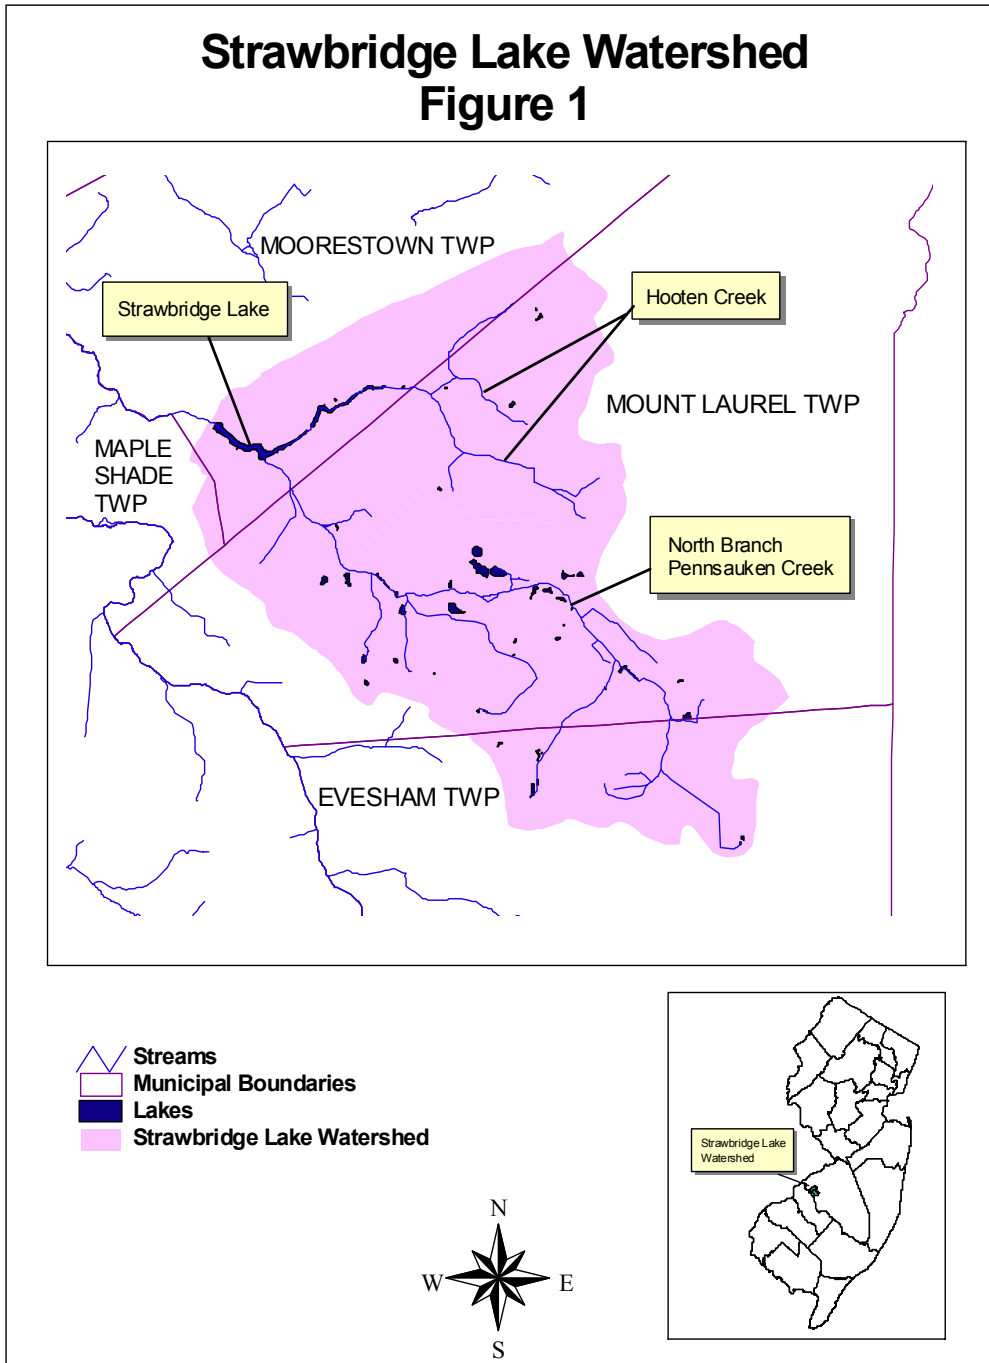 Strawbridge Lake Watershed
Figure 1
MOORESTOWN TWP
Strawbridge Lake
Hooten Creek
MOUNT LAUREL TWP
MAPLE
SHADE
TWP
North Branch
Pennsauken Creek
EVESHAM TWP
Streams
Municipal Boundaries
Lakes
Strawbridge Lake Watershed
Strawbridge Lake
Watershed
N
W
E
S